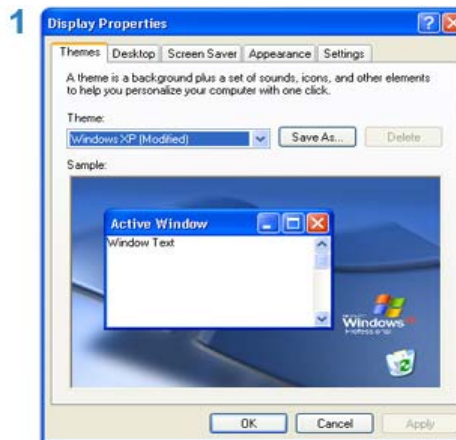 1
Display Properties
Themes Desktop Screen Saver Appearance Settings
A theme is a background plus a set of sounds, icons, and other elements
to help you personalize your computer with one click.
Theme:
Windows XP (Modified) Save As... Delete
Sample:
Active Window
Window Text
Windows
Professional
OK Cancel Apply